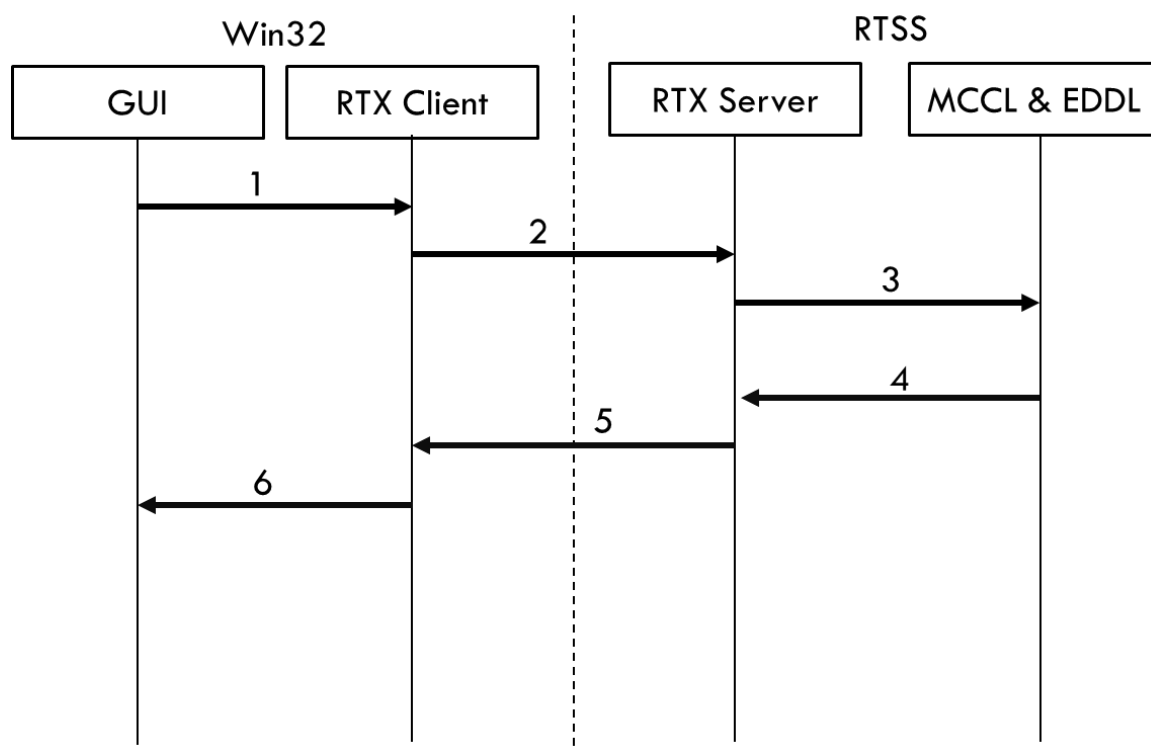 Win32
RTSS
GUI
RTX Client
RTX Server
MCCL & EDDL
1
2
3
4
5
6